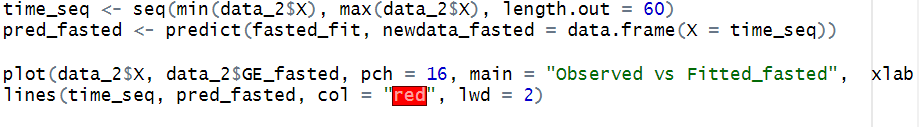 time_seq <- seq(min(data_2$X), max(data_2$X), length.out = 60)
pred_fasted <- predict(fasted_fit, newdata_fasted = data.frame(X = time_seq))
plot(data_2$X, data_2$GE_fasted, pch = 16, main = "Observed vs Fitted_fasted",  xlab
lines(time_seq, pred_fasted, col = "red", lwd = 2)